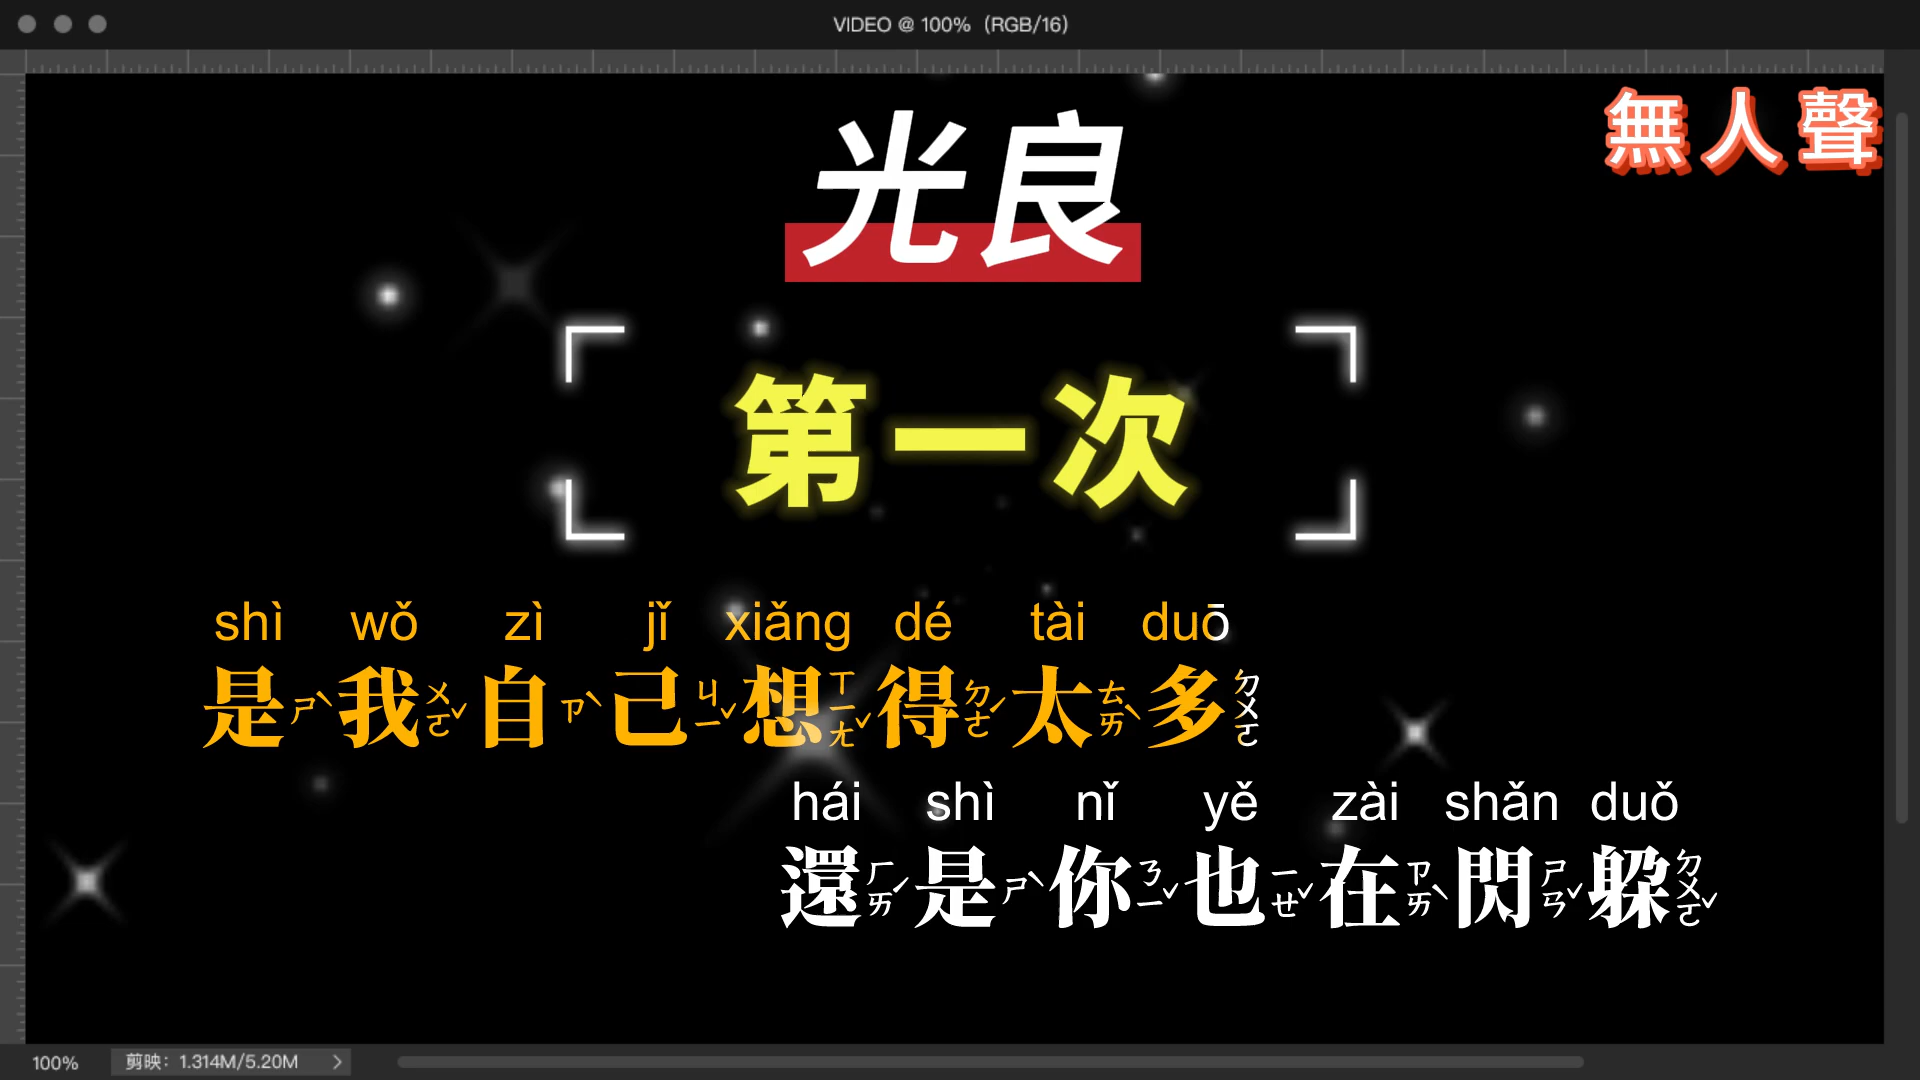 VIDEO @ 100%（RGB/16）
無人聲
光良
第一次
shì wǒ zì jǐ xiǎng dé tài duō
是ㄕˋ我ㄨㄛˇ自ㄗˋ己ㄐㄧˇ想ㄒㄧㄤˇ得ㄉㄜˊ太ㄊㄞˋ多ㄉㄨㄛ
hái shì nǐ yě zài shǎn duǒ
還ㄏㄞˊ是ㄕˋ你ㄋㄧˇ也ㄧㄝˇ在ㄗㄞˋ閃ㄕㄢˇ躲ㄉㄨㄛˇ
100% 剪映：1.314M/5.20M